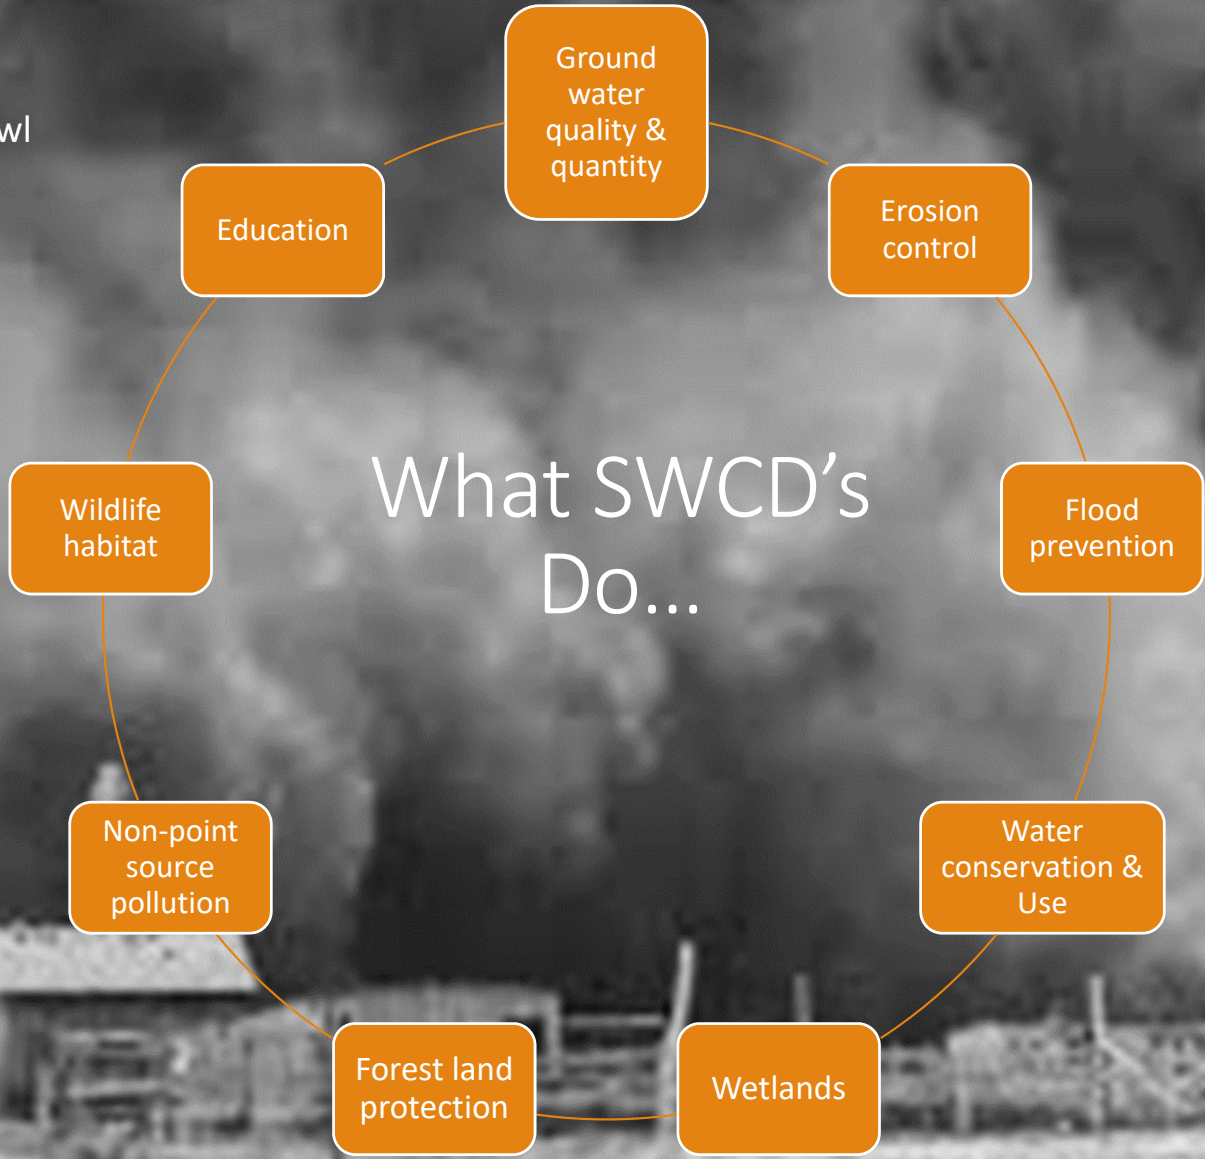 wl
Ground
water
quality &
quantity
Erosion
control
Flood
prevention
Water
conservation &
Use
Wetlands
Forest land
protection
Non-point
source
pollution
Wildlife
habitat
Education
What SWCD’s
Do…